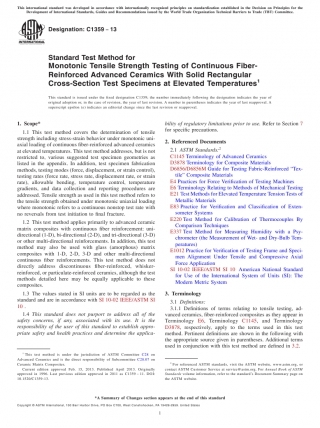 This international standard was developed in accordance with internationally recognized principles on standardization established in the Decision on Principles for the
Development of International Standards, Guides and Recommendations issued by the World Trade Organization Technical Barriers to Trade (TBT) Committee.
Designation: C1359 – 13
Standard Test Method for
Monotonic Tensile Strength Testing of Continuous Fiber-
Reinforced Advanced Ceramics With Solid Rectangular
Cross-Section Test Specimens at Elevated Temperatures1
This standard is issued under the fixed designation C1359; the number immediately following the designation indicates the year of
original adoption or, in the case of revision, the year of last revision. A number in parentheses indicates the year of last reapproval. A
superscript epsilon (ε) indicates an editorial change since the last revision or reapproval.
1. Scope*
1.1 This test method covers the determination of tensile
strength including stress-strain behavior under monotonic uni-
axial loading of continuous fiber-reinforced advanced ceramics
at elevated temperatures. This test method addresses, but is not
restricted to, various suggested test specimen geometries as
listed in the appendix. In addition, test specimen fabrication
methods, testing modes (force, displacement, or strain control),
testing rates (force rate, stress rate, displacement rate, or strain
rate), allowable bending, temperature control, temperature
gradients, and data collection and reporting procedures are
addressed. Tensile strength as used in this test method refers to
the tensile strength obtained under monotonic uniaxial loading
where monotonic refers to a continuous nonstop test rate with
no reversals from test initiation to final fracture.
1.2 This test method applies primarily to advanced ceramic
matrix composites with continuous fiber reinforcement: uni-
directional (1-D), bi-directional (2-D), and tri-directional (3-D)
or other multi-directional reinforcements. In addition, this test
method may also be used with glass (amorphous) matrix
composites with 1-D, 2-D, 3-D and other multi-directional
continuous fiber reinforcements. This test method does not
directly address discontinuous fiber-reinforced, whisker-
reinforced, or particulate-reinforced ceramics, although the test
methods detailed here may be equally applicable to these
composites.
1.3 The values stated in SI units are to be regarded as the
standard and are in accordance with SI 10-02 IEEE/ASTM SI
10 .
1.4 This standard does not purport to address all of the
safety concerns, if any, associated with its use. It is the
responsibility of the user of this standard to establish appro-
priate safety and health practices and determine the applica-
1 This test method is under the jurisdiction of ASTM Committee C28 on
Advanced Ceramics and is the direct responsibility of Subcommittee C28.07 on
Ceramic Matrix Composites.
Current edition approved Feb. 15, 2013. Published April 2013. Originally
approved in 1996. Last previous edition approved in 2011 as C1359 – 11. DOI:
10.1520/C1359-13.
bility of regulatory limitations prior to use. Refer to Section 7
for specific precautions.
2. Referenced Documents
2.1 ASTM Standards:2
C1145 Terminology of Advanced Ceramics
D3878 Terminology for Composite Materials
D6856/D6856M Guide for Testing Fabric-Reinforced “Tex-
tile” Composite Materials
E4 Practices for Force Verification of Testing Machines
E6 Terminology Relating to Methods of Mechanical Testing
E21 Test Methods for Elevated Temperature Tension Tests of
Metallic Materials
E83 Practice for Verification and Classification of Exten-
someter Systems
E220 Test Method for Calibration of Thermocouples By
Comparison Techniques
E337 Test Method for Measuring Humidity with a Psy-
chrometer (the Measurement of Wet- and Dry-Bulb Tem-
peratures)
E1012 Practice for Verification of Testing Frame and Speci-
men Alignment Under Tensile and Compressive Axial
Force Application
SI 10-02 IEEE/ASTM SI 10 American National Standard
for Use of the International System of Units (SI): The
Modern Metric System
3. Terminology
3.1 Definitions:
3.1.1 Definitions of terms relating to tensile testing, ad-
vanced ceramics, fiber-reinforced composites as they appear in
Terminology E6, Terminology C1145, and Terminology
D3878, respectively, apply to the terms used in this test
method. Pertinent definitions are shown in the following with
the appropriate source given in parentheses. Additional terms
used in conjunction with this test method are defined in 3.2.
2 For referenced ASTM standards, visit the ASTM website, www.astm.org, or
contact ASTM Customer Service at service@astm.org. For Annual Book of ASTM
Standards volume information, refer to the standard's Document Summary page on
the ASTM website.
*A Summary of Changes section appears at the end of this standard
Copyright © ASTM International, 100 Barr Harbor Drive, PO Box C700, West Conshohocken, PA 19428-2959. United States
1